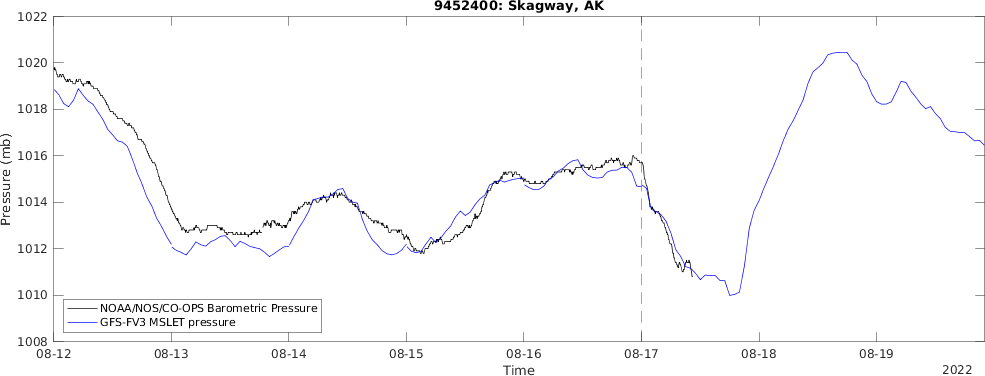 9452400: Skagway, AK
1022
1020
1018
1016
1014
1012
1010
1008
Pressure (mb)
NOAA/NOS/CO-OPS Barometric Pressure
GFS-FV3 MSLET pressure
08-12 08-13 08-14 08-15 08-16 08-17 08-18 08-19
Time
2022